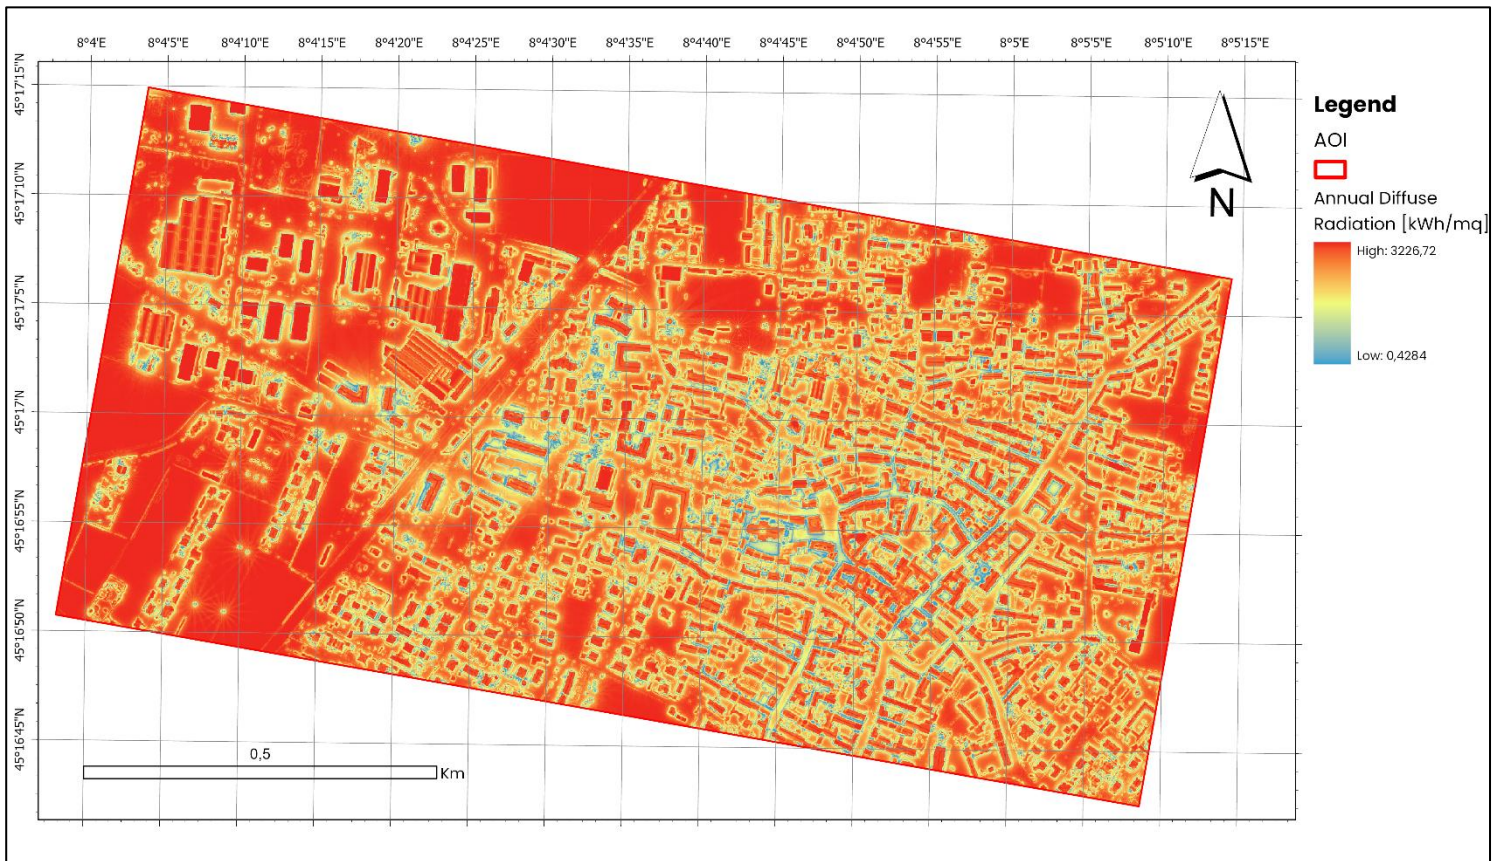 8°4'E 8°4'5"E 8°4'10"E 8°4'15"E 8°4'20"E 8°4'25"E 8°4'30"E 8°4'35"E 8°4'40"E 8°4'45"E 8°4'50"E 8°4'55"E 8°5'E 8°5'5"E 8°5'10"E 8°5'15"E
45°17'15"N
45°17'10"N
45°17'5"N
45°17'N
45°16'55"N
45°16'50"N
45°16'45"N
N
0,5
Km
Legend
AOI
Annual Diffuse
Radiation [kWh/mq]
High: 3226,72
Low: 0,4284